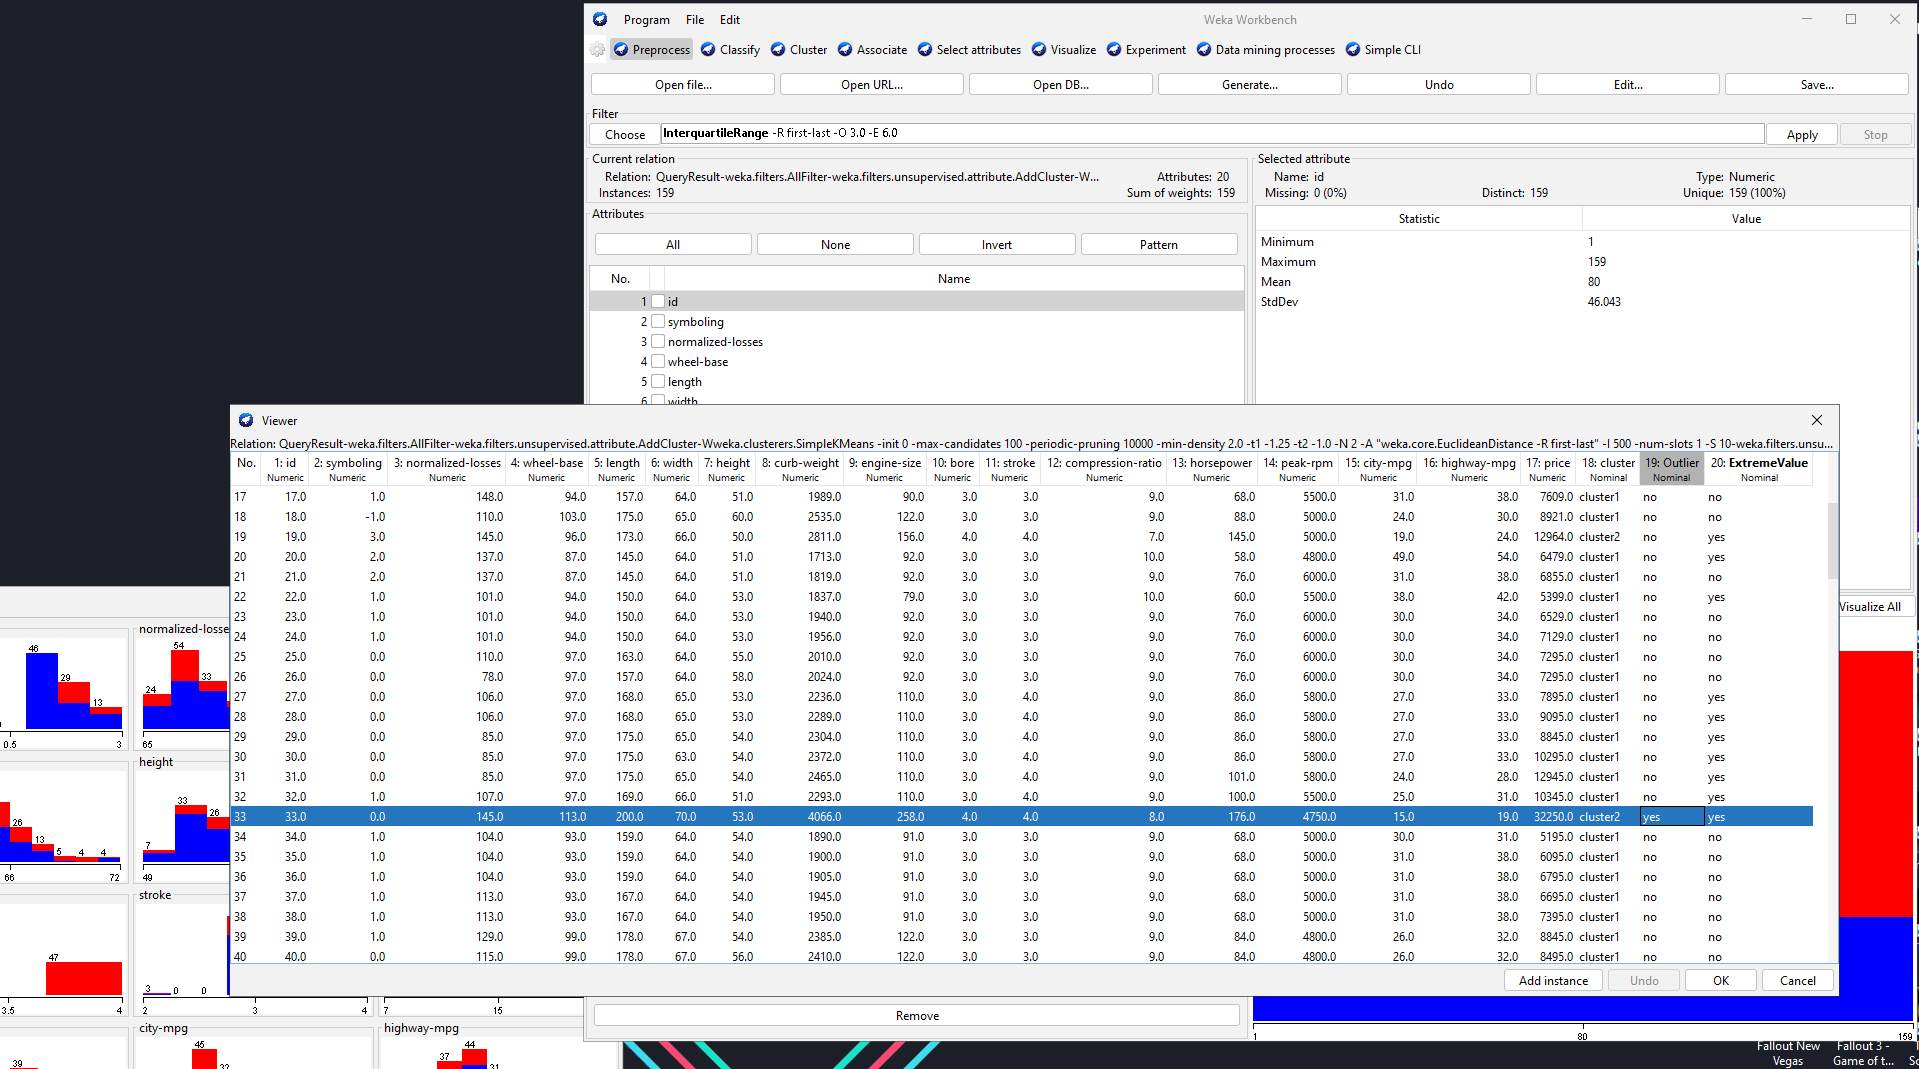 Program File Edit Weka Workbench
Preprocess Classify Cluster Associate Select attributes Visualize Experiment Data mining processes Simple CLI
Open file... Open URL... Open DB... Generate... Undo Edit... Save...
Filter
Choose InterquartileRange -R first-last -O 3.0 -E 6.0 Apply Stop
Current relation
Relation: QueryResult-weka.filters.AllFilter-weka.filters.unsupervised.attribute.AddCluster-W... Attributes: 20
Instances: 159 Sum of weights: 159
Selected attribute
Name: id Type: Numeric
Missing: 0 (0%) Distinct: 159 Unique: 159 (100%)
Attributes
All None Invert Pattern
No. Name
1 id
2 symboling
3 normalized-losses
4 wheel-base
5 length
6 width
Statistic Value
Minimum 1
Maximum 159
Mean 80
StdDev 46.043
Viewer
Relation: QueryResult-weka.filters.AllFilter-weka.filters.unsupervised.attribute.AddCluster-Wweka.clusterers.SimpleKMeans -init 0 -max-candidates 100 -periodic-pruning 10000 -min-density 2.0 -t1 -1.25 -t2 -1.0 -N 2 -A "weka.core.EuclideanDistance -R first-last" -I 500 -num-slots 1 -S 10-weka.filters.unsu...
No. 1: id 2: symboling 3: normalized-losses 4: wheel-base 5: length 6: width 7: height 8: curb-weight 9: engine-size 10: bore 11: stroke 12: compression-ratio 13: horsepower 14: peak-rpm 15: city-mpg 16: highway-mpg 17: price 18: cluster 19: Outlier 20: ExtremeValue
Numeric Numeric Numeric Numeric Numeric Numeric Numeric Numeric Numeric Numeric Numeric Numeric Numeric Numeric Numeric Numeric Numeric Nominal Nominal Nominal
17 17.0 1.0 148.0 94.0 157.0 64.0 51.0 1989.0 90.0 3.0 3.0 9.0 68.0 5500.0 31.0 38.0 7609.0 cluster1 no no
18 18.0 -1.0 110.0 103.0 175.0 65.0 60.0 2535.0 122.0 3.0 3.0 9.0 88.0 5000.0 24.0 30.0 8921.0 cluster1 no no
19 19.0 3.0 145.0 96.0 173.0 66.0 50.0 2811.0 156.0 4.0 4.0 7.0 145.0 5000.0 19.0 24.0 12964.0 cluster2 no yes
20 20.0 2.0 137.0 87.0 145.0 64.0 51.0 1713.0 92.0 3.0 3.0 10.0 58.0 4800.0 49.0 54.0 6479.0 cluster1 no yes
21 21.0 2.0 137.0 87.0 145.0 64.0 51.0 1819.0 92.0 3.0 3.0 9.0 76.0 6000.0 31.0 38.0 6855.0 cluster1 no no
22 22.0 1.0 101.0 94.0 150.0 64.0 53.0 1837.0 79.0 3.0 3.0 10.0 60.0 5500.0 38.0 42.0 5399.0 cluster1 no yes
23 23.0 1.0 101.0 94.0 150.0 64.0 53.0 1940.0 92.0 3.0 3.0 9.0 76.0 6000.0 30.0 34.0 6529.0 cluster1 no no
24 24.0 1.0 101.0 94.0 150.0 64.0 53.0 1956.0 92.0 3.0 3.0 9.0 76.0 6000.0 30.0 34.0 7129.0 cluster1 no no
25 25.0 0.0 110.0 97.0 163.0 64.0 55.0 2010.0 92.0 3.0 3.0 9.0 76.0 6000.0 30.0 34.0 7295.0 cluster1 no no
26 26.0 0.0 78.0 97.0 157.0 64.0 58.0 2024.0 92.0 3.0 3.0 9.0 76.0 6000.0 30.0 34.0 7295.0 cluster1 no no
27 27.0 0.0 106.0 97.0 168.0 65.0 53.0 2236.0 110.0 3.0 4.0 9.0 86.0 5800.0 27.0 33.0 7895.0 cluster1 no yes
28 28.0 0.0 106.0 97.0 168.0 65.0 53.0 2289.0 110.0 3.0 4.0 9.0 86.0 5800.0 27.0 33.0 9095.0 cluster1 no yes
29 29.0 0.0 85.0 97.0 175.0 65.0 54.0 2304.0 110.0 3.0 4.0 9.0 86.0 5800.0 27.0 33.0 8845.0 cluster1 no yes
30 30.0 0.0 85.0 97.0 175.0 63.0 54.0 2372.0 110.0 3.0 4.0 9.0 86.0 5800.0 27.0 33.0 10295.0 cluster1 no yes
31 31.0 0.0 85.0 97.0 175.0 65.0 54.0 2465.0 110.0 3.0 4.0 9.0 101.0 5800.0 24.0 28.0 12945.0 cluster1 no yes
32 32.0 1.0 107.0 97.0 169.0 66.0 51.0 2293.0 110.0 3.0 4.0 9.0 100.0 5500.0 25.0 31.0 10345.0 cluster1 no yes
33 33.0 0.0 145.0 113.0 200.0 70.0 53.0 4066.0 258.0 4.0 4.0 8.0 176.0 4750.0 15.0 19.0 32250.0 cluster2 yes yes
34 34.0 1.0 104.0 93.0 159.0 64.0 54.0 1890.0 91.0 3.0 3.0 9.0 68.0 5000.0 30.0 31.0 5195.0 cluster1 no no
35 35.0 1.0 104.0 93.0 159.0 64.0 54.0 1900.0 91.0 3.0 3.0 9.0 68.0 5000.0 31.0 38.0 6095.0 cluster1 no no
36 36.0 1.0 104.0 93.0 159.0 64.0 54.0 1905.0 91.0 3.0 3.0 9.0 68.0 5000.0 31.0 38.0 6795.0 cluster1 no no
37 37.0 1.0 113.0 93.0 167.0 64.0 54.0 1945.0 91.0 3.0 3.0 9.0 68.0 5000.0 31.0 38.0 6695.0 cluster1 no no
38 38.0 1.0 113.0 93.0 167.0 64.0 54.0 1950.0 91.0 3.0 3.0 9.0 68.0 5000.0 31.0 38.0 7395.0 cluster1 no no
39 39.0 1.0 129.0 99.0 178.0 67.0 54.0 2385.0 122.0 3.0 3.0 9.0 84.0 4800.0 26.0 32.0 8845.0 cluster1 no no
40 40.0 0.0 115.0 99.0 178.0 67.0 56.0 2410.0 122.0 3.0 3.0 9.0 84.0 4800.0 26.0 32.0 8495.0 cluster1 no no
Add instance Undo OK Cancel
Visualize All
Remove
1 80 159
normalized-losse
46 29 13
54 24 33
0.5 3 65
height
26 13 5 4 4
33 26 7
66 72 49
stroke
47
3 0 0
3.5 4 2 3 4 7 15
city-mpg highway-mpg
39 45 32 37 44 31
Fallout New Vegas
Fallout 3 - Game of t...